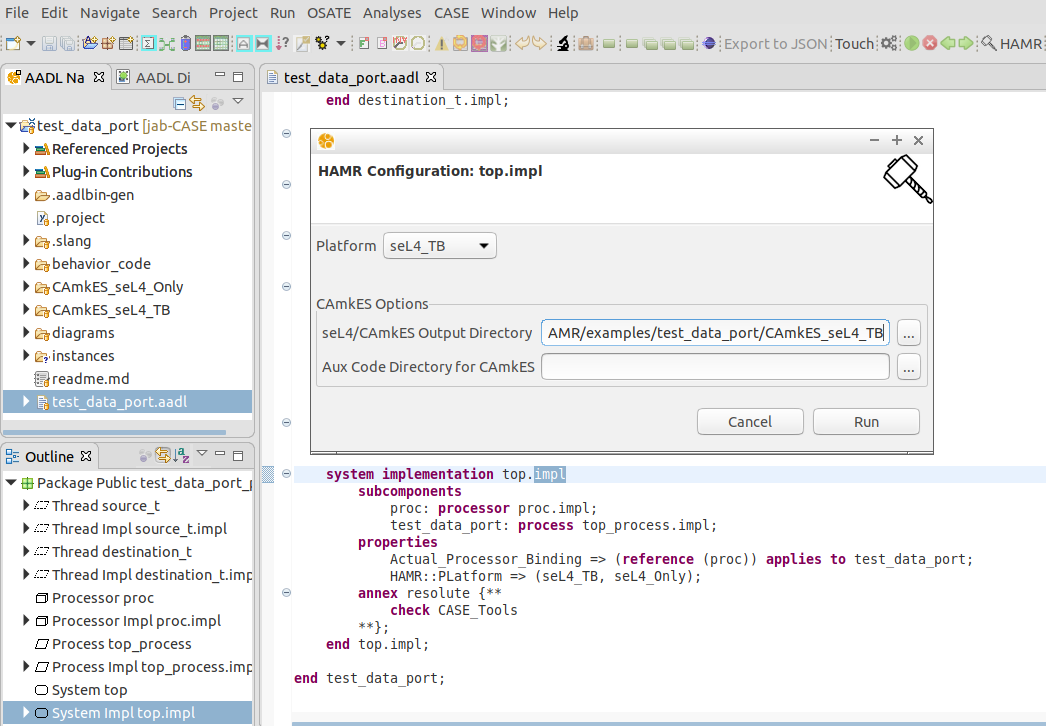 File Edit Navigate Search Project Run OSATE Analyses CASE Window Help
Export to JSON Touch HAMR
AADL Na AADL Di
test_data_port [jab-CASE maste
Referenced Projects
Plug-in Contributions
.aadlbin-gen
.project
.slang
behavior_code
CAmkES_seL4_Only
CAmkES_seL4_TB
diagrams
instances
readme.md
test_data_port.aadl
Outline
Package Public test_data_port_p
Thread source_t
Thread Impl source_t.impl
Thread destination_t
Thread Impl destination_t.imp
Processor proc
Processor Impl proc.impl
Process top_process
Process Impl top_process.imp
System top
System Impl top.impl
test_data_port.aadl
end destination_t.impl;
HAMR Configuration: top.impl
Platform seL4_TB
CAmkES Options
seL4/CAmkES Output Directory AMR/examples/test_data_port/CAmkES_seL4_TB ...
Aux Code Directory for CAmkES ...
Cancel Run
system implementation top.impl
subcomponents
proc: processor proc.impl;
test_data_port: process top_process.impl;
properties
Actual_Processor_Binding => (reference (proc)) applies to test_data_port;
HAMR::PLatform => (seL4_TB, seL4_Only);
annex resolute {**
check CASE_Tools
**};
end top.impl;
end test_data_port;